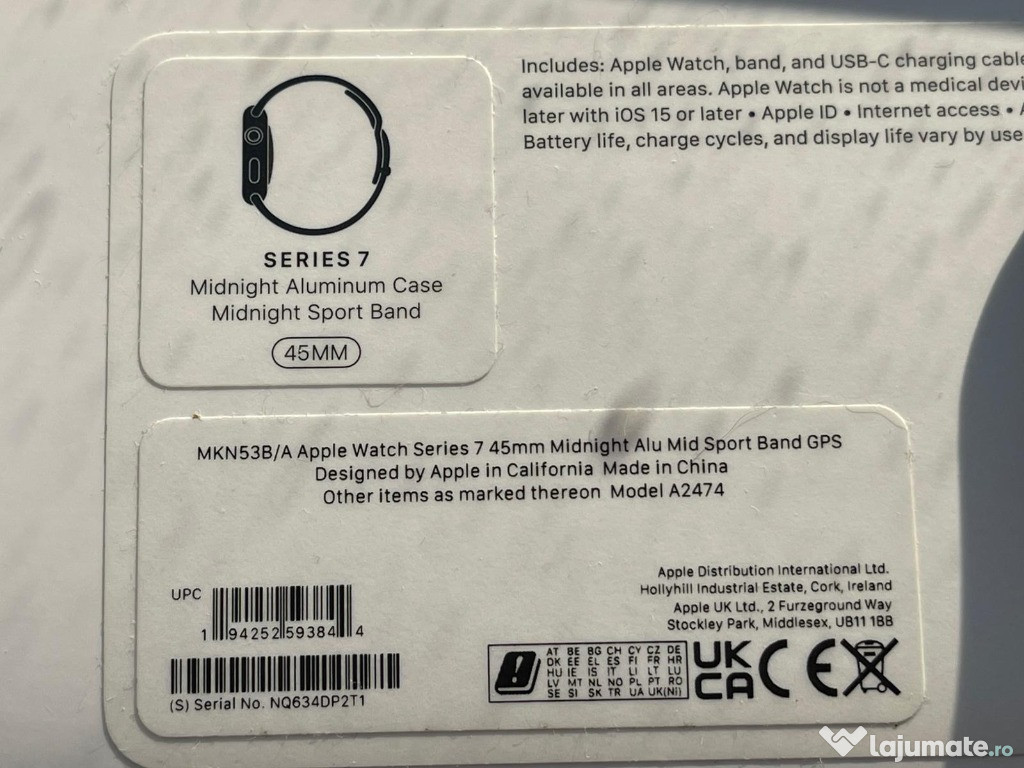 Includes: Apple Watch, band, and USB-C charging cable
available in all areas. Apple Watch is not a medical devi
later with iOS 15 or later • Apple ID • Internet access •
Battery life, charge cycles, and display life vary by use
SERIES 7
Midnight Aluminum Case
Midnight Sport Band
45MM
MKN53B/A Apple Watch Series 7 45mm Midnight Alu Mid Sport Band GPS
Designed by Apple in California Made in China
Other items as marked thereon Model A2474
Apple Distribution International Ltd.
Hollyhill Industrial Estate, Cork, Ireland
Apple UK Ltd., 2 Furzeground Way
Stockley Park, Middlesex, UB11 1BB
UPC
1 94252 59384 4
(S) Serial No. NQ634DP2T1
AT BE BG CH CY CZ DE
DK EE EL ES FI FR HR
HU IE IS IT LI LT LU
LV MT NL NO PL PT RO
SE SI SK TR UA UK(NI)
UK
CA
CE
lajumate.ro